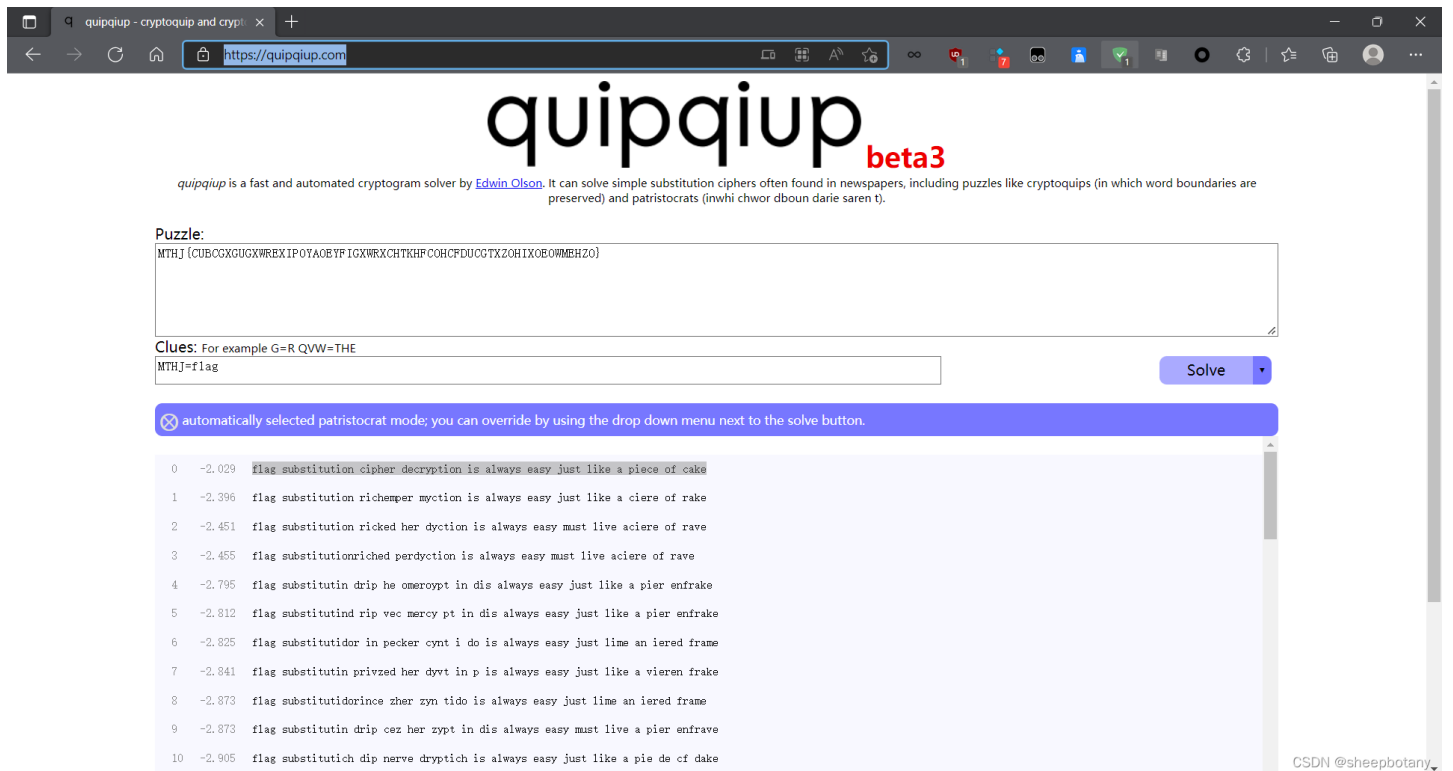 quipqiup - cryptoquip and crypt
https://quipqiup.com
1
7
1
quipqiup beta3
quipqiup is a fast and automated cryptogram solver by Edwin Olson. It can solve simple substitution ciphers often found in newspapers, including puzzles like cryptoquips (in which word boundaries are
preserved) and patristocrats (inwhi chwor dboun darie saren t).
Puzzle:
MTHJ{CUBCGXGUGXWREXIPOYAOEYFIGXWRXCHTKHFCOHCFDUCGTXZOHIXOEOWMEHZO}
Clues: For example G=R QVW=THE
MTHJ=flag
Solve
automatically selected patristocrat mode; you can override by using the drop down menu next to the solve button.
0 -2.029 flag substitution cipher decryption is always easy just like a piece of cake
1 -2.396 flag substitution richemper myction is always easy just like a ciere of rake
2 -2.451 flag substitution ricked her dyction is always easy must live aciere of rave
3 -2.455 flag substitutionriched perdyction is always easy must live aciere of rave
4 -2.795 flag substitutin drip he omeroypt in dis always easy just like a pier enfrake
5 -2.812 flag substitutind rip vec mercy pt in dis always easy just like a pier enfrake
6 -2.825 flag substitutidor in pecker cynt i do is always easy just lime an iered frame
7 -2.841 flag substitutin privzed her dyvt in p is always easy just like a vieren frake
8 -2.873 flag substitutidorince zher zyn tido is always easy just lime an iered frame
9 -2.873 flag substitutin drip cez her zypt in dis always easy must live a pier enfrave
10 -2.905 flag substitutich dip nerve dryptich is always easy just like a pie de cf dake
CSDN @sheepbotany